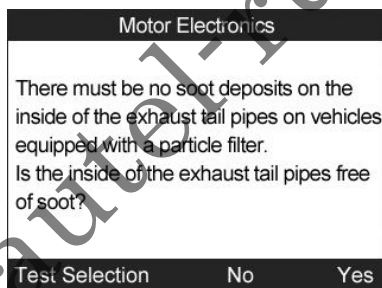 Motor Electronics
There must be no soot deposits on the
inside of the exhaust tail pipes on vehicles
equipped with a particle filter.
Is the inside of the exhaust tail pipes free
of soot?
Test Selection No Yes